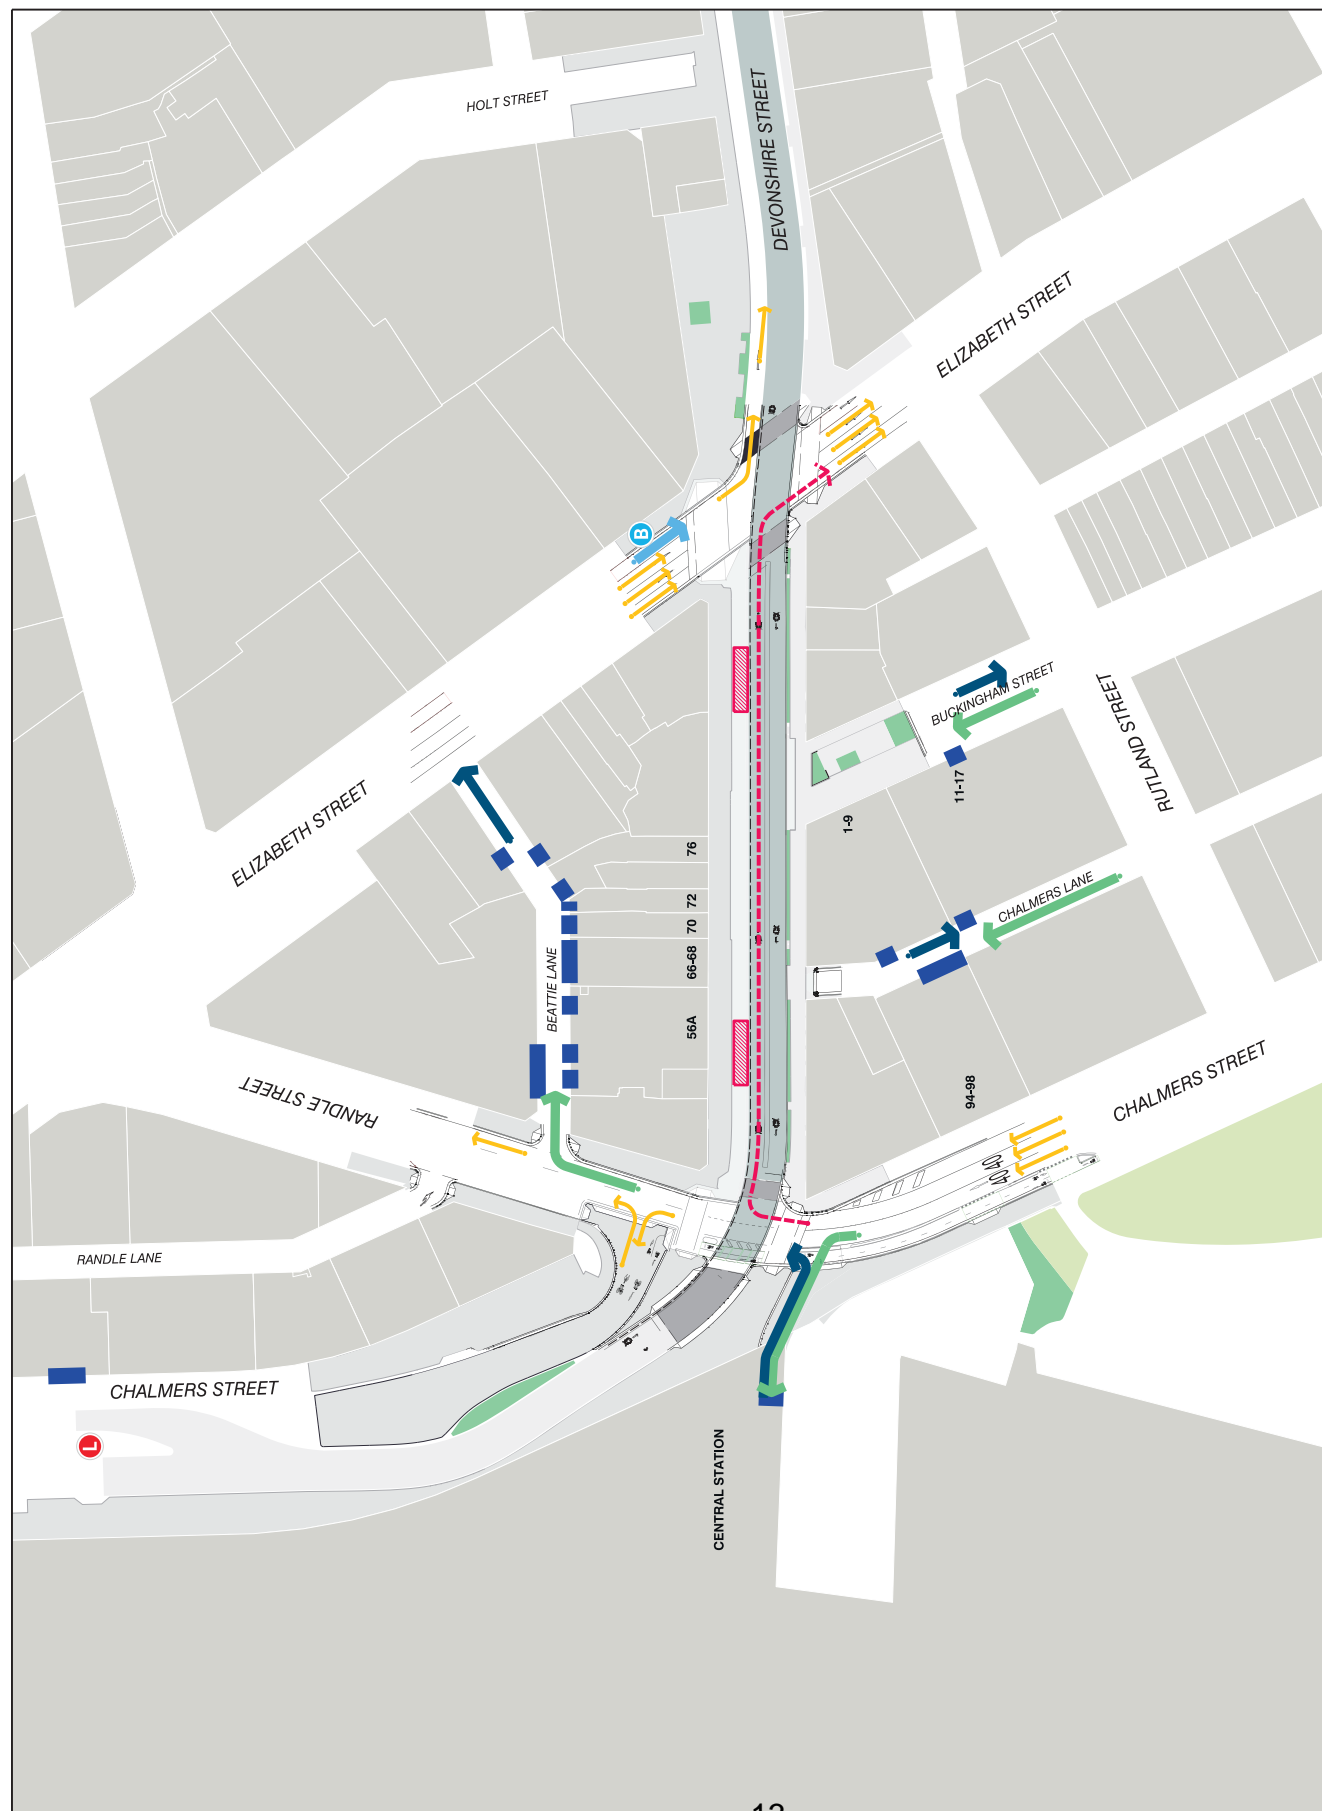 HOLT STREET
DEVONSHIRE STREET
ELIZABETH STREET
B
BUCKINGHAM STREET
RUTLAND STREET
11-17
1-9
ELIZABETH STREET
76
72
70
66-68
56A
BEATTIE LANE
CHALMERS LANE
RANDLE STREET
94-98
CHALMERS STREET
40
40
RANDLE LANE
CHALMERS STREET
L
CENTRAL STATION